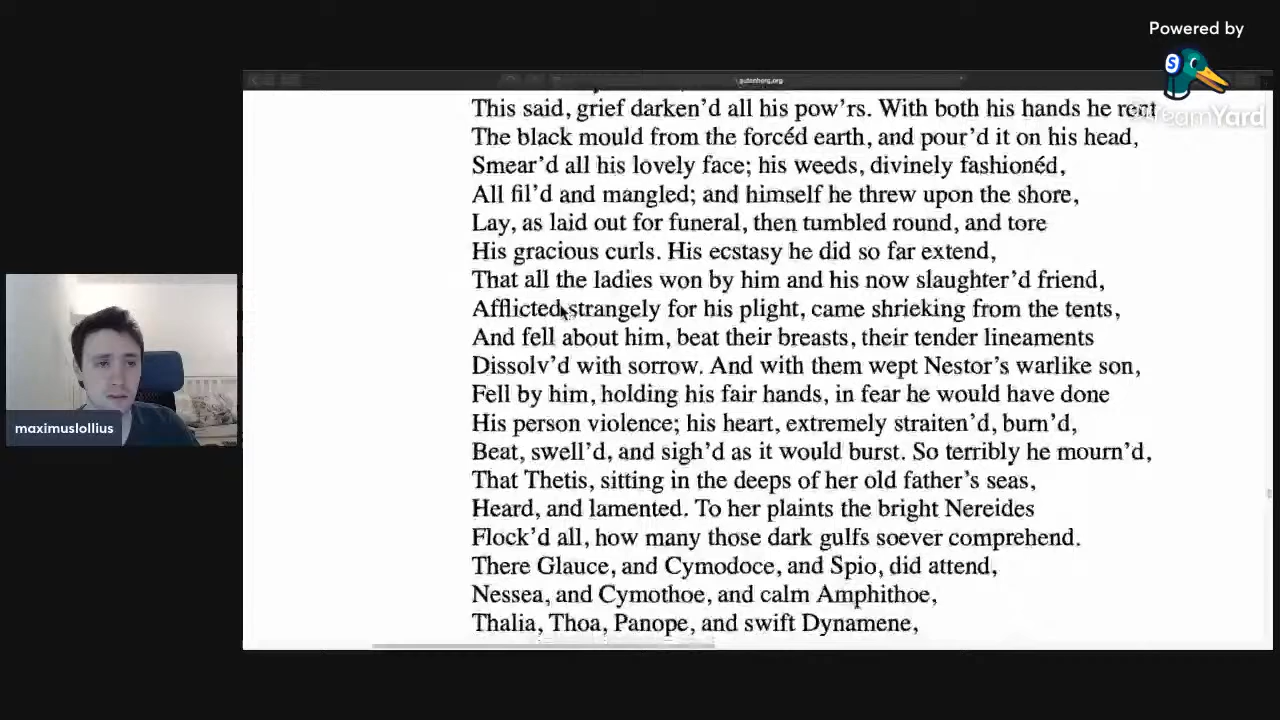 Powered by
StreamYard
gutenberg.org
This said, grief darken'd all his pow'rs. With both his hands he rent
The black mould from the forcéd earth, and pour'd it on his head,
Smear'd all his lovely face; his weeds, divinely fashionéd,
All fil'd and mangled; and himself he threw upon the shore,
Lay, as laid out for funeral, then tumbled round, and tore
His gracious curls. His ecstasy he did so far extend,
That all the ladies won by him and his now slaughter'd friend,
Afflicted strangely for his plight, came shrieking from the tents,
And fell about him, beat their breasts, their tender lineaments
Dissolv'd with sorrow. And with them wept Nestor's warlike son,
Fell by him, holding his fair hands, in fear he would have done
His person violence; his heart, extremely straiten'd, burn'd,
Beat, swell'd, and sigh'd as it would burst. So terribly he mourn'd,
That Thetis, sitting in the deeps of her old father's seas,
Heard, and lamented. To her plaints the bright Nereides
Flock'd all, how many those dark gulfs soever comprehend.
There Glauce, and Cymodoce, and Spio, did attend,
Nessea, and Cymothoe, and calm Amphithoe,
Thalia, Thoa, Panope, and swift Dynamene,
maximuslollius